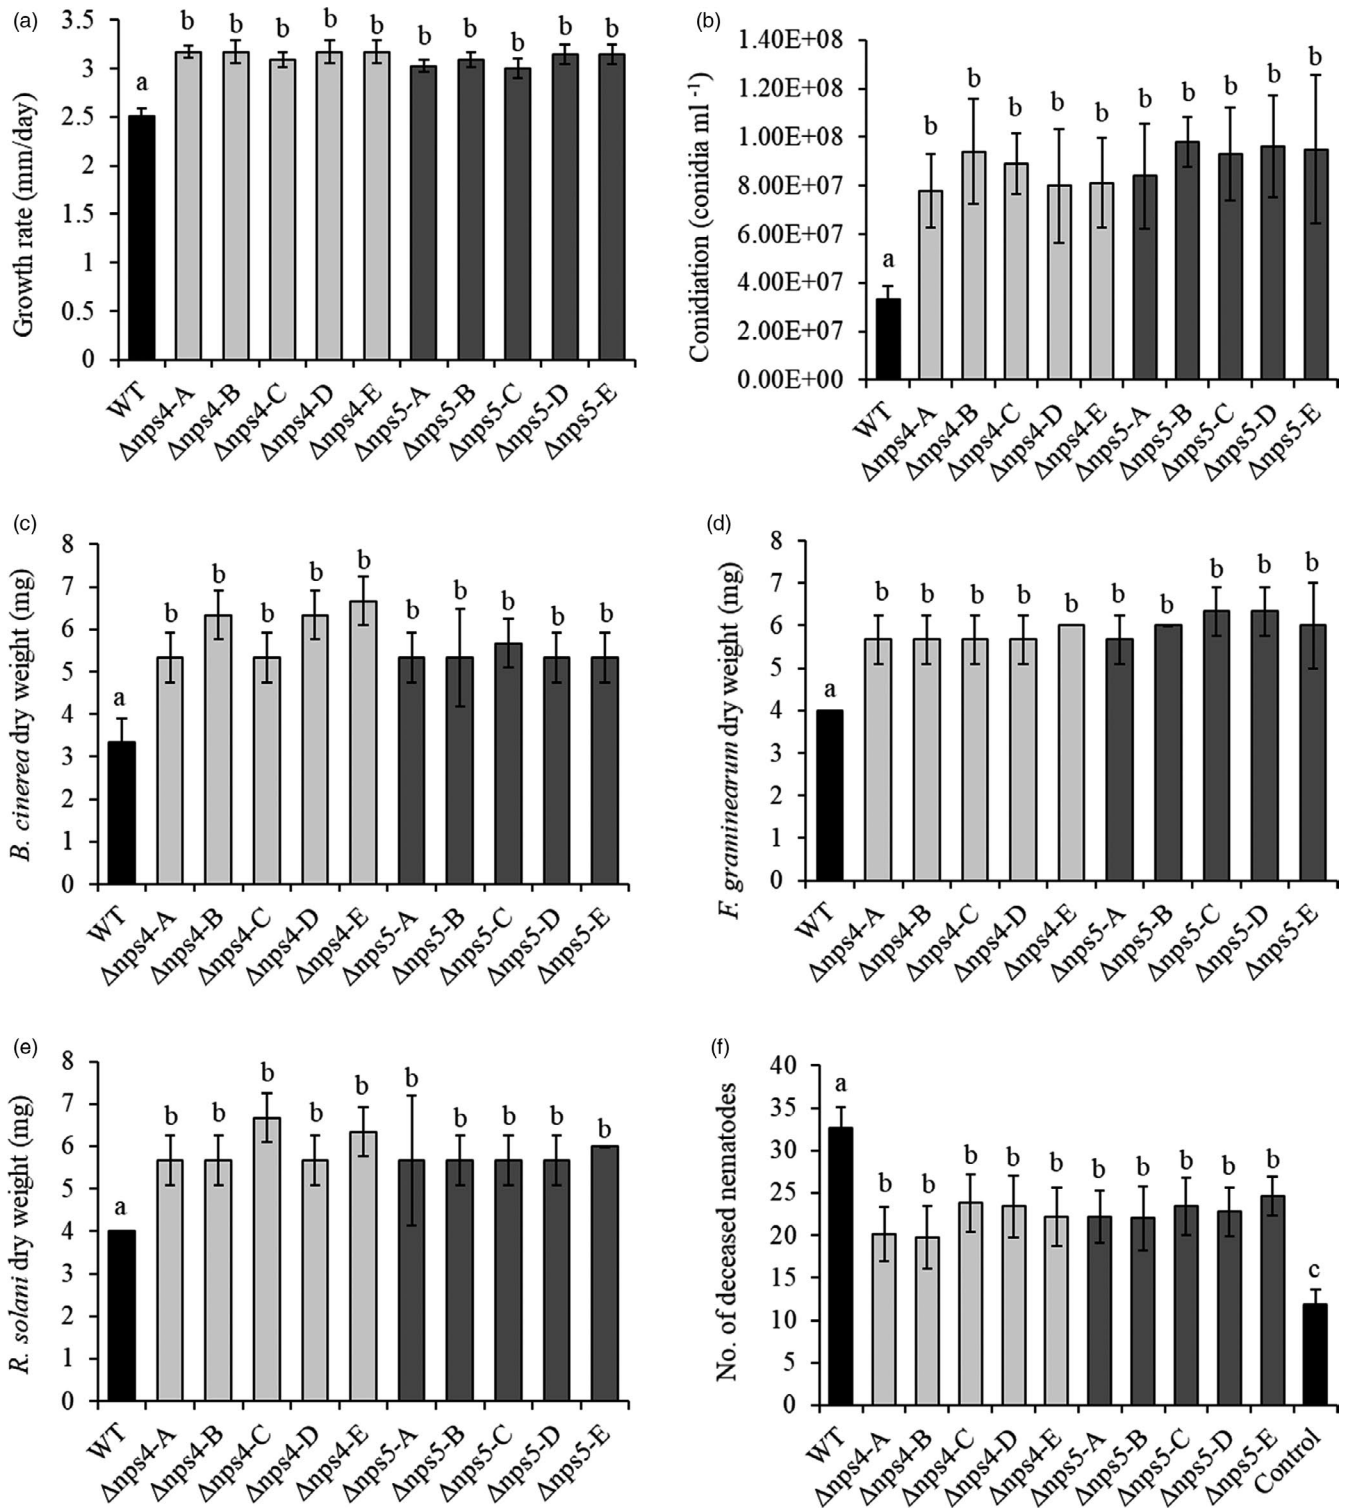 (a)
Growth rate (mm/day)
3.5
3
2.5
2
1.5
1
0.5
0
a
b
b
b
b
b
b
b
b
b
b
WT
Δnps4-A
Δnps4-B
Δnps4-C
Δnps4-D
Δnps4-E
Δnps5-A
Δnps5-B
Δnps5-C
Δnps5-D
Δnps5-E
(b)
Conidiation (conidia ml -1)
1.40E+08
1.20E+08
1.00E+08
8.00E+07
6.00E+07
4.00E+07
2.00E+07
0.00E+00
a
b
b
b
b
b
b
b
b
b
b
WT
Δnps4-A
Δnps4-B
Δnps4-C
Δnps4-D
Δnps4-E
Δnps5-A
Δnps5-B
Δnps5-C
Δnps5-D
Δnps5-E
(c)
B. cinerea dry weight (mg)
8
7
6
5
4
3
2
1
0
a
b
b
b
b
b
b
b
b
b
b
WT
Δnps4-A
Δnps4-B
Δnps4-C
Δnps4-D
Δnps4-E
Δnps5-A
Δnps5-B
Δnps5-C
Δnps5-D
Δnps5-E
(d)
F. graminearum dry weight (mg)
8
7
6
5
4
3
2
1
0
a
b
b
b
b
b
b
b
b
b
b
WT
Δnps4-A
Δnps4-B
Δnps4-C
Δnps4-D
Δnps4-E
Δnps5-A
Δnps5-B
Δnps5-C
Δnps5-D
Δnps5-E
(e)
R. solani dry weight (mg)
8
7
6
5
4
3
2
1
0
a
b
b
b
b
b
b
b
b
b
b
WT
Δnps4-A
Δnps4-B
Δnps4-C
Δnps4-D
Δnps4-E
Δnps5-A
Δnps5-B
Δnps5-C
Δnps5-D
Δnps5-E
(f)
No. of deceased nematodes
40
35
30
25
20
15
10
5
0
a
b
b
b
b
b
b
b
b
b
b
c
WT
Δnps4-A
Δnps4-B
Δnps4-C
Δnps4-D
Δnps4-E
Δnps5-A
Δnps5-B
Δnps5-C
Δnps5-D
Δnps5-E
Control